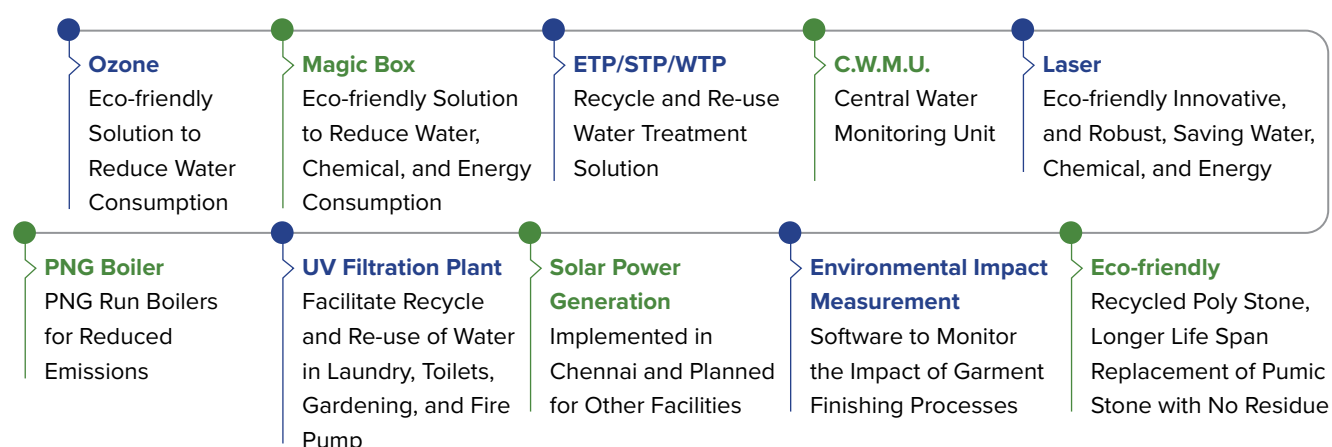 Ozone
Eco-friendly
Solution to
Reduce Water
Consumption
Magic Box
Eco-friendly Solution
to Reduce Water,
Chemical, and Energy
Consumption
ETP/STP/WTP
Recycle and Re-use
Water Treatment
Solution
C.W.M.U.
Central Water
Monitoring Unit
Laser
Eco-friendly Innovative,
and Robust, Saving Water,
Chemical, and Energy
PNG Boiler
PNG Run Boilers
for Reduced
Emissions
UV Filtration Plant
Facilitate Recycle
and Re-use of Water
in Laundry, Toilets,
Gardening, and Fire
Pump
Solar Power
Generation
Implemented in
Chennai and Planned
for Other Facilities
Environmental Impact
Measurement
Software to Monitor
the Impact of Garment
Finishing Processes
Eco-friendly
Recycled Poly Stone,
Longer Life Span
Replacement of Pumic
Stone with No Residue